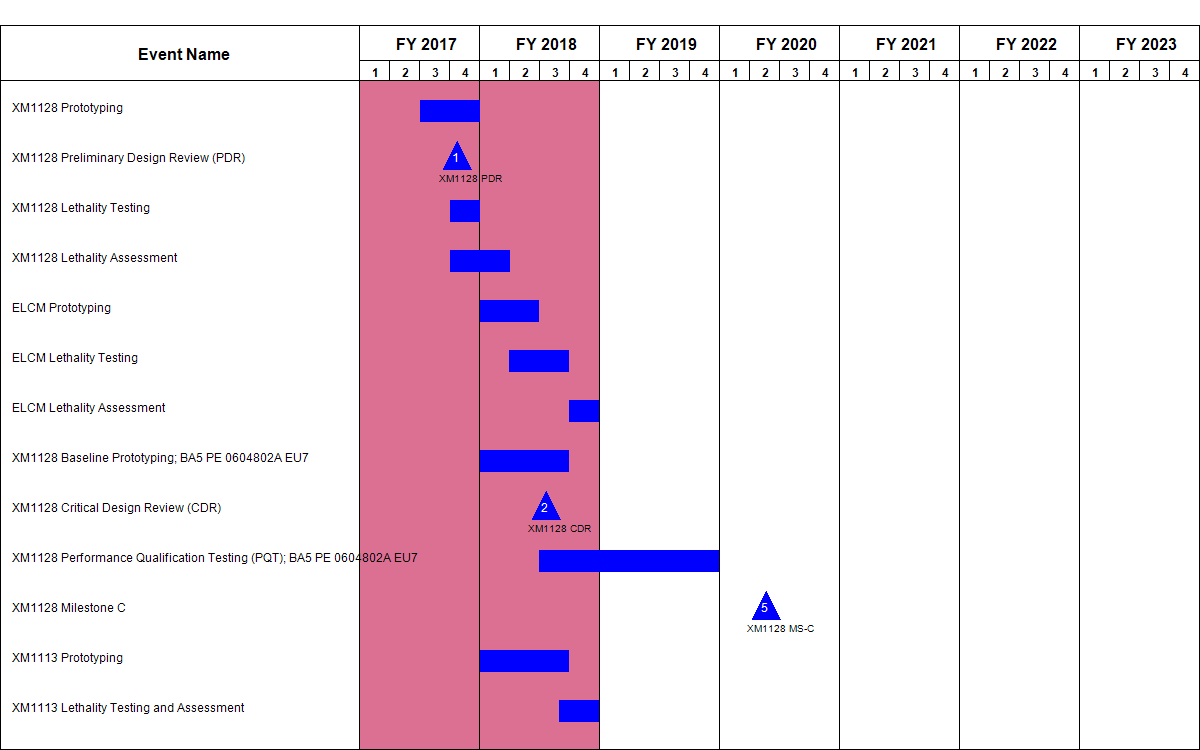 Event Name
FY 2017 FY 2018 FY 2019 FY 2020 FY 2021 FY 2022 FY 2023
1 2 3 4 1 2 3 4 1 2 3 4 1 2 3 4 1 2 3 4 1 2 3 4 1 2 3 4
XM1128 Prototyping
XM1128 Preliminary Design Review (PDR)
1
XM1128 PDR
XM1128 Lethality Testing
XM1128 Lethality Assessment
ELCM Prototyping
ELCM Lethality Testing
ELCM Lethality Assessment
XM1128 Baseline Prototyping; BA5 PE 0604802A EU7
XM1128 Critical Design Review (CDR)
2
XM1128 CDR
XM1128 Performance Qualification Testing (PQT); BA5 PE 0604802A EU7
XM1128 Milestone C
5
XM1128 MS-C
XM1113 Prototyping
XM1113 Lethality Testing and Assessment